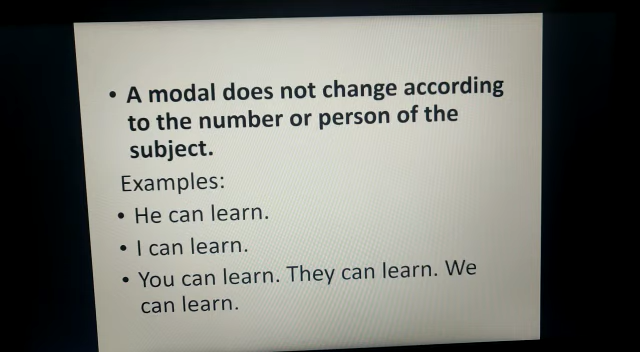 • A modal does not change according
to the number or person of the
subject.
Examples:
• He can learn.
• I can learn.
• You can learn. They can learn. We
can learn.